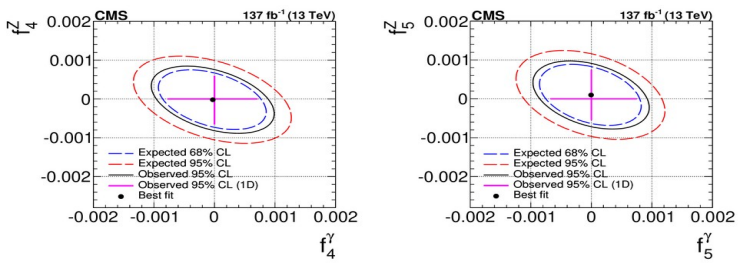 CMS 137 fb⁻¹ (13 TeV)
f₄ᶻ
0.002
0.001
0
-0.001
-0.002
Expected 68% CL
Expected 95% CL
Observed 95% CL
Observed 95% CL (1D)
Best fit
-0.002 -0.001 0 0.001 0.002
f₄ᵞ
CMS 137 fb⁻¹ (13 TeV)
f₅ᶻ
0.002
0.001
0
-0.001
-0.002
Expected 68% CL
Expected 95% CL
Observed 95% CL
Observed 95% CL (1D)
Best fit
-0.002 -0.001 0 0.001 0.002
f₅ᵞ